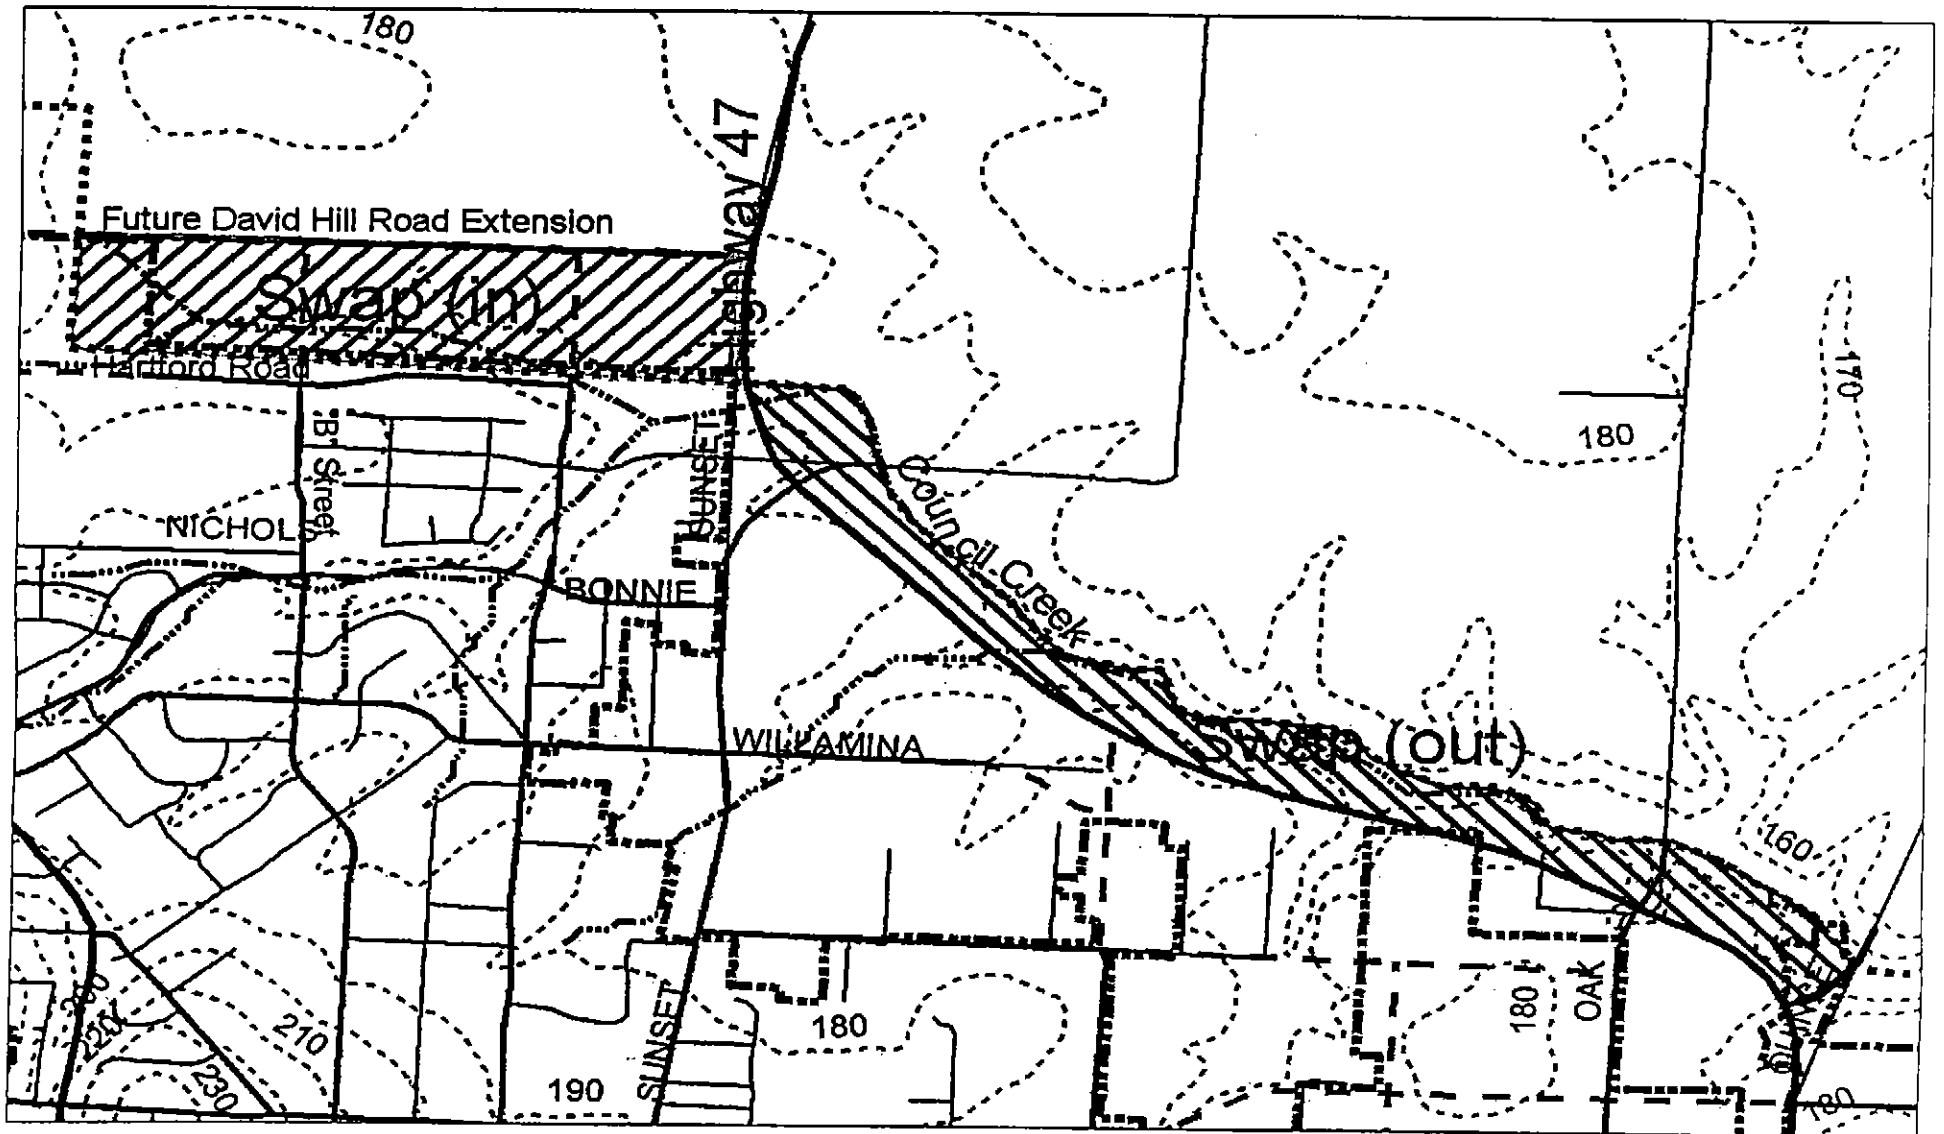 180
Highway 47
Future David Hill Road Extension
Swap (in)
Hartford Road
170
180
'B' Street
SUNSET
Council Creek
NICHOLS
BONNIE
WILLAMINA
Swap (out)
160
OAK
180
180
210
220
230
190
SUNSET
180